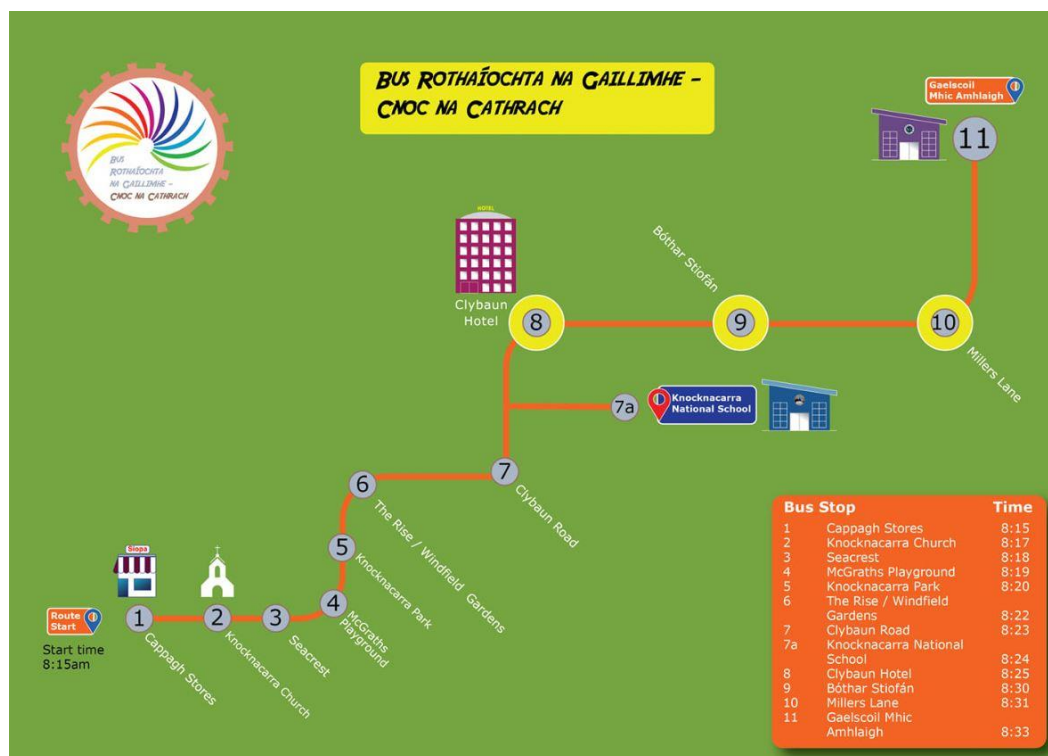 BUS ROTHAÍOCHTA NA GAILLIMHE –
CNOC NA CATHRACH
BUS
ROTHAÍOCHTA
NA GAILLIMHE –
CNOC NA CATHRACH
Gaelscoil
Mhic Amhlaigh
11
HOTEL
Clybaun
Hotel
8
Bóthar Stiofán
9
10
Millers Lane
7a
Knocknacarra
National School
7
Clybaun Road
6
The Rise / Windfield Gardens
5
Knocknacarra Park
4
McGraths
Playground
3
Seacrest
2
Knocknacarra Church
Siopa
1
Cappagh Stores
Route
Start
Start time
8:15am
Bus Stop Time
1 Cappagh Stores 8:15
2 Knocknacarra Church 8:17
3 Seacrest 8:18
4 McGraths Playground 8:19
5 Knocknacarra Park 8:20
6 The Rise / Windfield
Gardens 8:22
7 Clybaun Road 8:23
7a Knocknacarra National
School 8:24
8 Clybaun Hotel 8:25
9 Bóthar Stiofán 8:30
10 Millers Lane 8:31
11 Gaelscoil Mhic
Amhlaigh 8:33